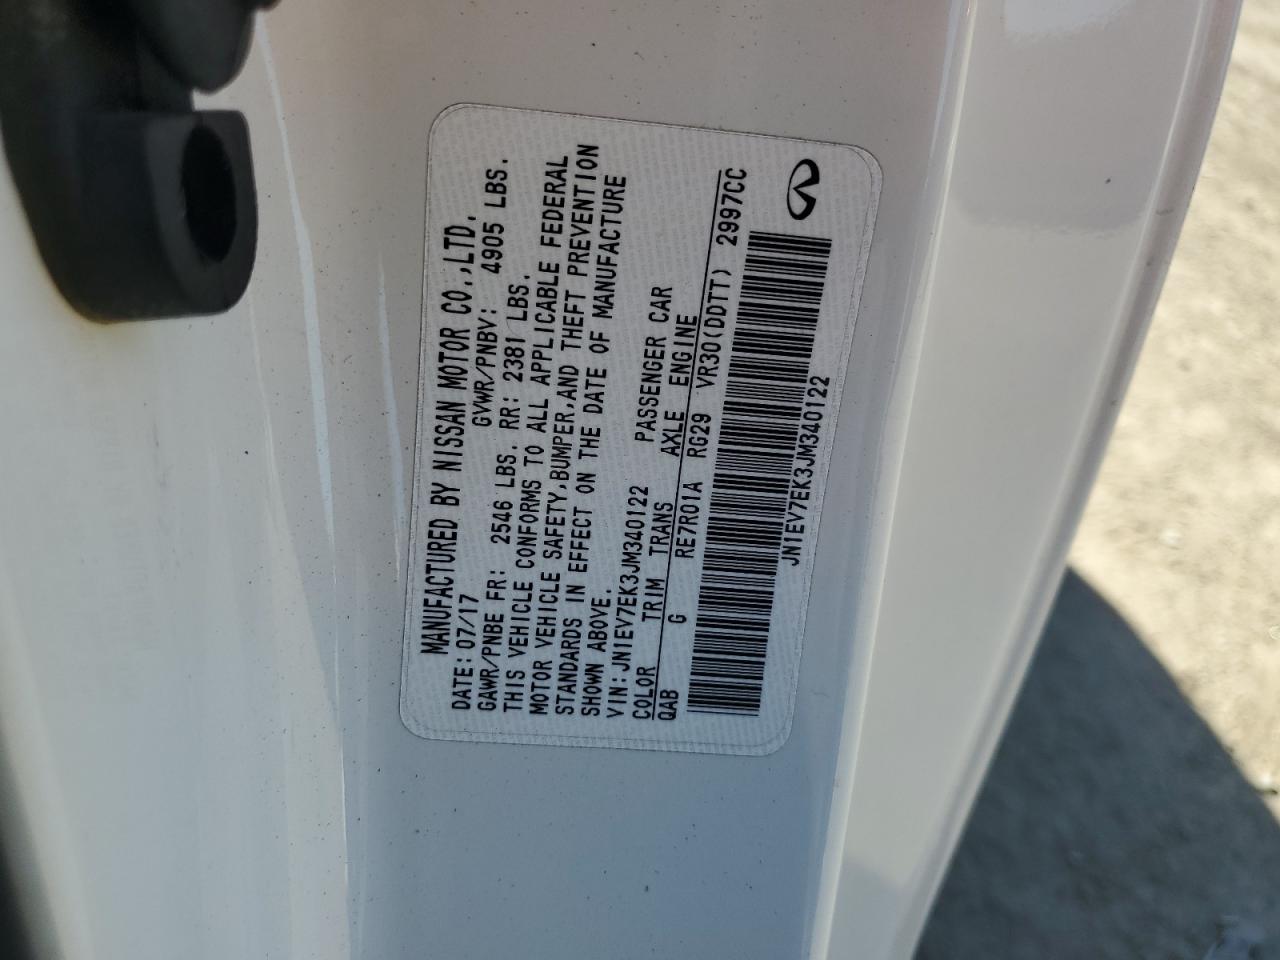 MANUFACTURED BY NISSAN MOTOR CO.,LTD.
DATE:07/17 GVWR/PNBV: 4905 LBS.
GAWR/PNBE FR: 2546 LBS. RR: 2381 LBS.
THIS VEHICLE CONFORMS TO ALL APPLICABLE FEDERAL
MOTOR VEHICLE SAFETY,BUMPER,AND THEFT PREVENTION
STANDARDS IN EFFECT ON THE DATE OF MANUFACTURE
SHOWN ABOVE.
VIN:JN1EV7EK3JM340122 PASSENGER CAR
COLOR TRIM TRANS AXLE ENGINE
QAB G RE7R01A RG29 VR30(DDTT) 2997CC
JN1EV7EK3JM340122